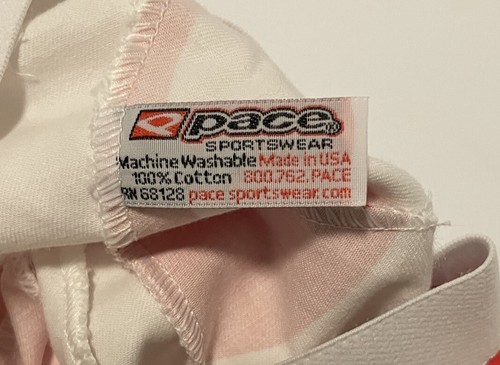 pace®
SPORTSWEAR
Machine Washable Made in USA
100% Cotton 800.762.PACE
RN 68128 pace sportswear.com